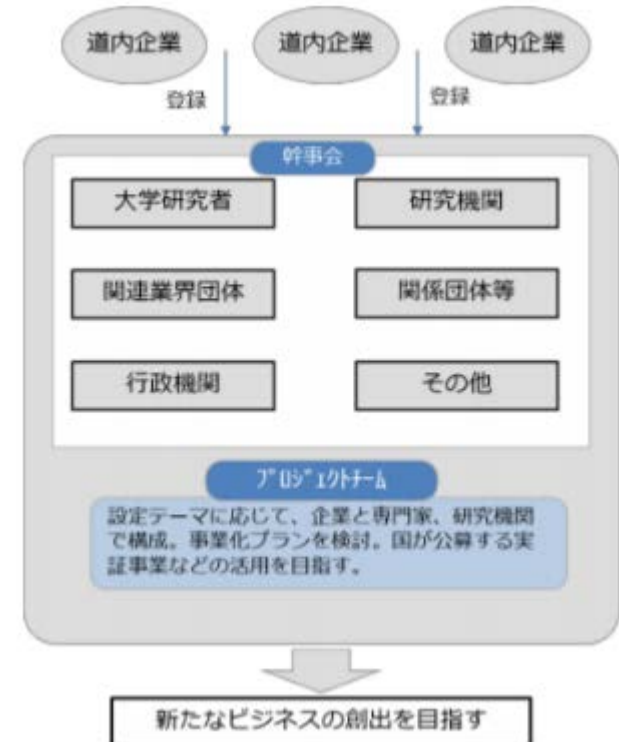 道内企業
道内企業
道内企業
登録
登録
幹事会
大学研究者
研究機関
関連業界団体
関係団体等
行政機関
その他
ﾌﾟﾛｼﾞｪｸﾄﾁｰﾑ
設定テーマに応じて、企業と専門家、研究機関
で構成。事業化プランを検討。国が公募する実
証事業などの活用を目指す。
新たなビジネスの創出を目指す